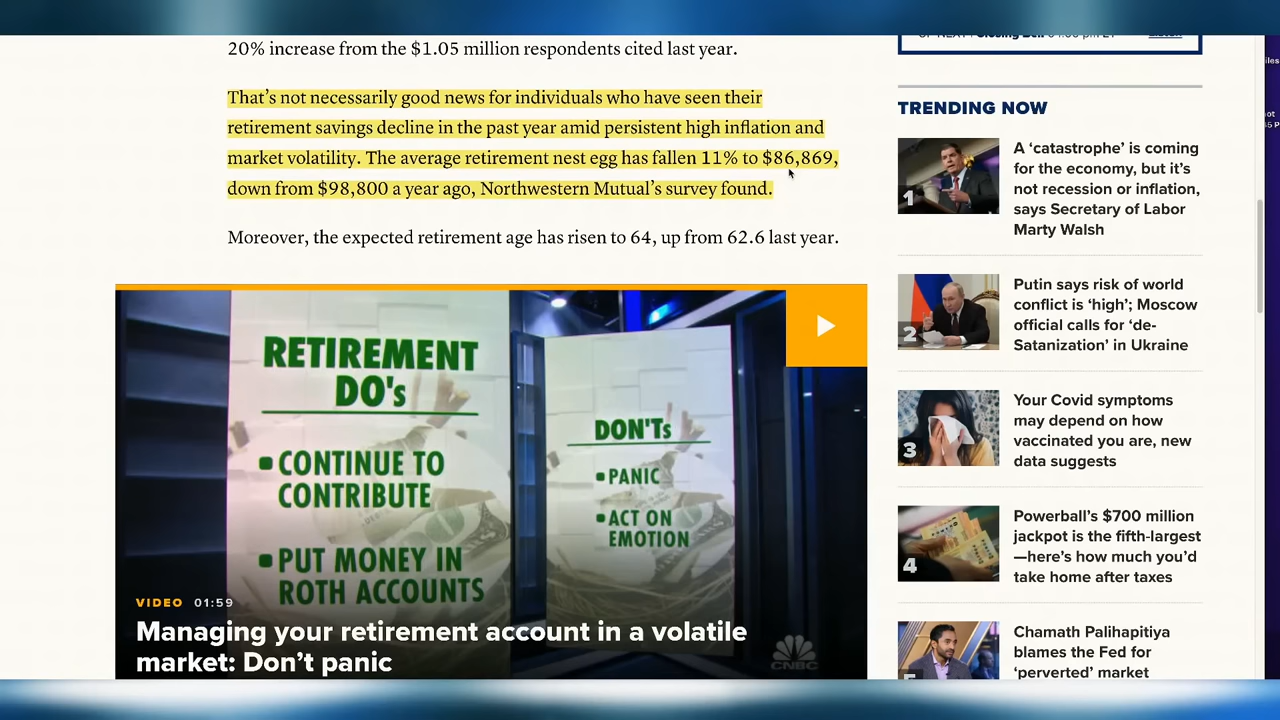 20% increase from the $1.05 million respondents cited last year.
That’s not necessarily good news for individuals who have seen their
retirement savings decline in the past year amid persistent high inflation and
market volatility. The average retirement nest egg has fallen 11% to $86,869,
down from $98,800 a year ago, Northwestern Mutual’s survey found.
Moreover, the expected retirement age has risen to 64, up from 62.6 last year.
RETIREMENT
DO's
CONTINUE TO
CONTRIBUTE
PUT MONEY IN
ROTH ACCOUNTS
DON'Ts
PANIC
ACT ON
EMOTION
VIDEO 01:59
Managing your retirement account in a volatile
market: Don’t panic
CNBC
TRENDING NOW
1
A ‘catastrophe’ is coming
for the economy, but it’s
not recession or inflation,
says Secretary of Labor
Marty Walsh
2
Putin says risk of world
conflict is ‘high’; Moscow
official calls for ‘de-
Satanization’ in Ukraine
3
Your Covid symptoms
may depend on how
vaccinated you are, new
data suggests
4
Powerball’s $700 million
jackpot is the fifth-largest
—here’s how much you’d
take home after taxes
Chamath Palihapitiya
blames the Fed for
‘perverted’ market